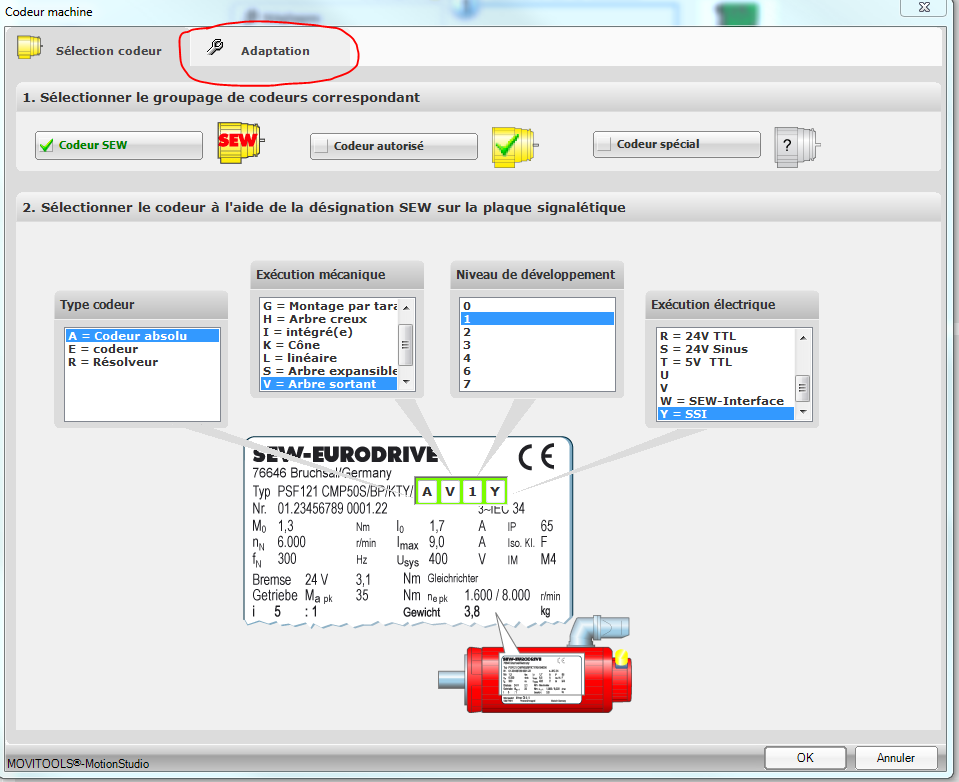 Codeur machine
Sélection codeur
Adaptation
1. Sélectionner le groupage de codeurs correspondant
Codeur SEW
SEW
Codeur autorisé
Codeur spécial
?
2. Sélectionner le codeur à l'aide de la désignation SEW sur la plaque signalétique
Type codeur
A = Codeur absolu
E = codeur
R = Résolveur
Exécution mécanique
G = Montage par tara
H = Arbre creux
I = intégré(e)
K = Cône
L = linéaire
S = Arbre expansible
V = Arbre sortant
Niveau de développement
0
1
2
3
4
6
7
Exécution électrique
R = 24V TTL
S = 24V Sinus
T = 5V TTL
U
V
W = SEW-Interface
Y = SSI
SEW-EURODRIVE CE
76646 Bruchsal/Germany
Typ PSF121 CMP50S/BP/KTY/ A V 1 Y
Nr. 01.23456789 0001.22 3~IEC 34
M0 1,3 Nm I0 1,7 A IP 65
nN 6.000 r/min Imax 9,0 A Iso. Kl. F
fN 300 Hz Usys 400 V IM M4
Bremse 24 V 3,1 Nm Gleichrichter
Getriebe Ma pk 35 Nm ne pk 1.600 / 8.000 r/min
i 5 : 1 Gewicht 3,8 kg
SEW-EURODRIVE
MOVITOOLS®-MotionStudio
OK
Annuler